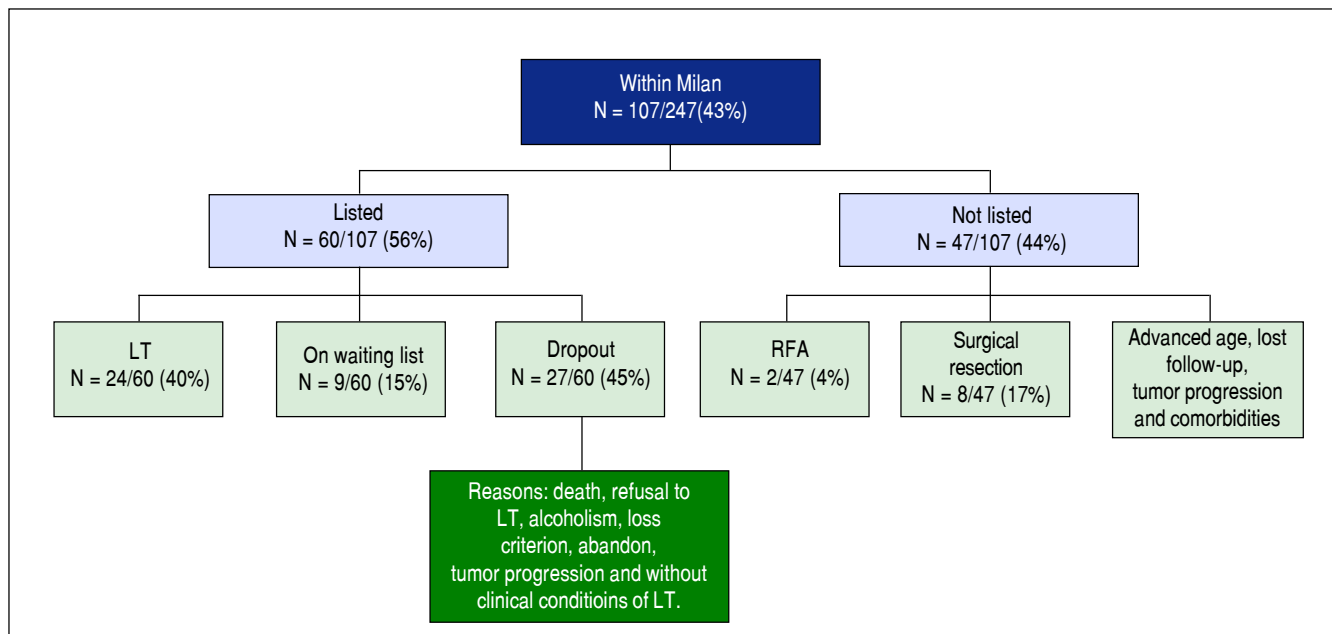 Within Milan
N = 107/247(43%)
Listed
N = 60/107 (56%)
Not listed
N = 47/107 (44%)
LT
N = 24/60 (40%)
On waiting list
N = 9/60 (15%)
Dropout
N = 27/60 (45%)
RFA
N = 2/47 (4%)
Surgical
resection
N = 8/47 (17%)
Advanced age, lost
follow-up,
tumor progression
and comorbidities
Reasons: death, refusal to
LT, alcoholism, loss
criterion, abandon,
tumor progression and without
clinical conditioins of LT.